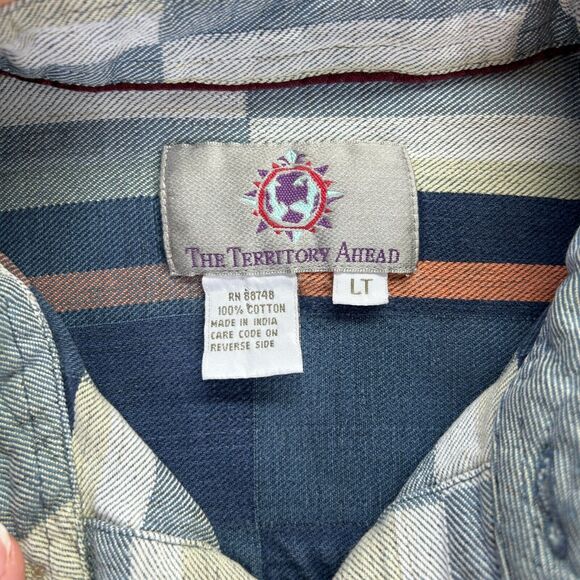 THE TERRITORY AHEAD
LT
RN 88748
100% COTTON
MADE IN INDIA
CARE CODE ON
REVERSE SIDE